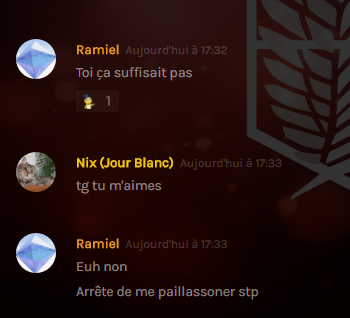 Ramiel Aujourd'hui à 17:32
Toi ça suffisait pas
1
Nix (Jour Blanc) Aujourd'hui à 17:33
tg tu m'aimes
Ramiel Aujourd'hui à 17:33
Euh non
Arrête de me paillassoner stp